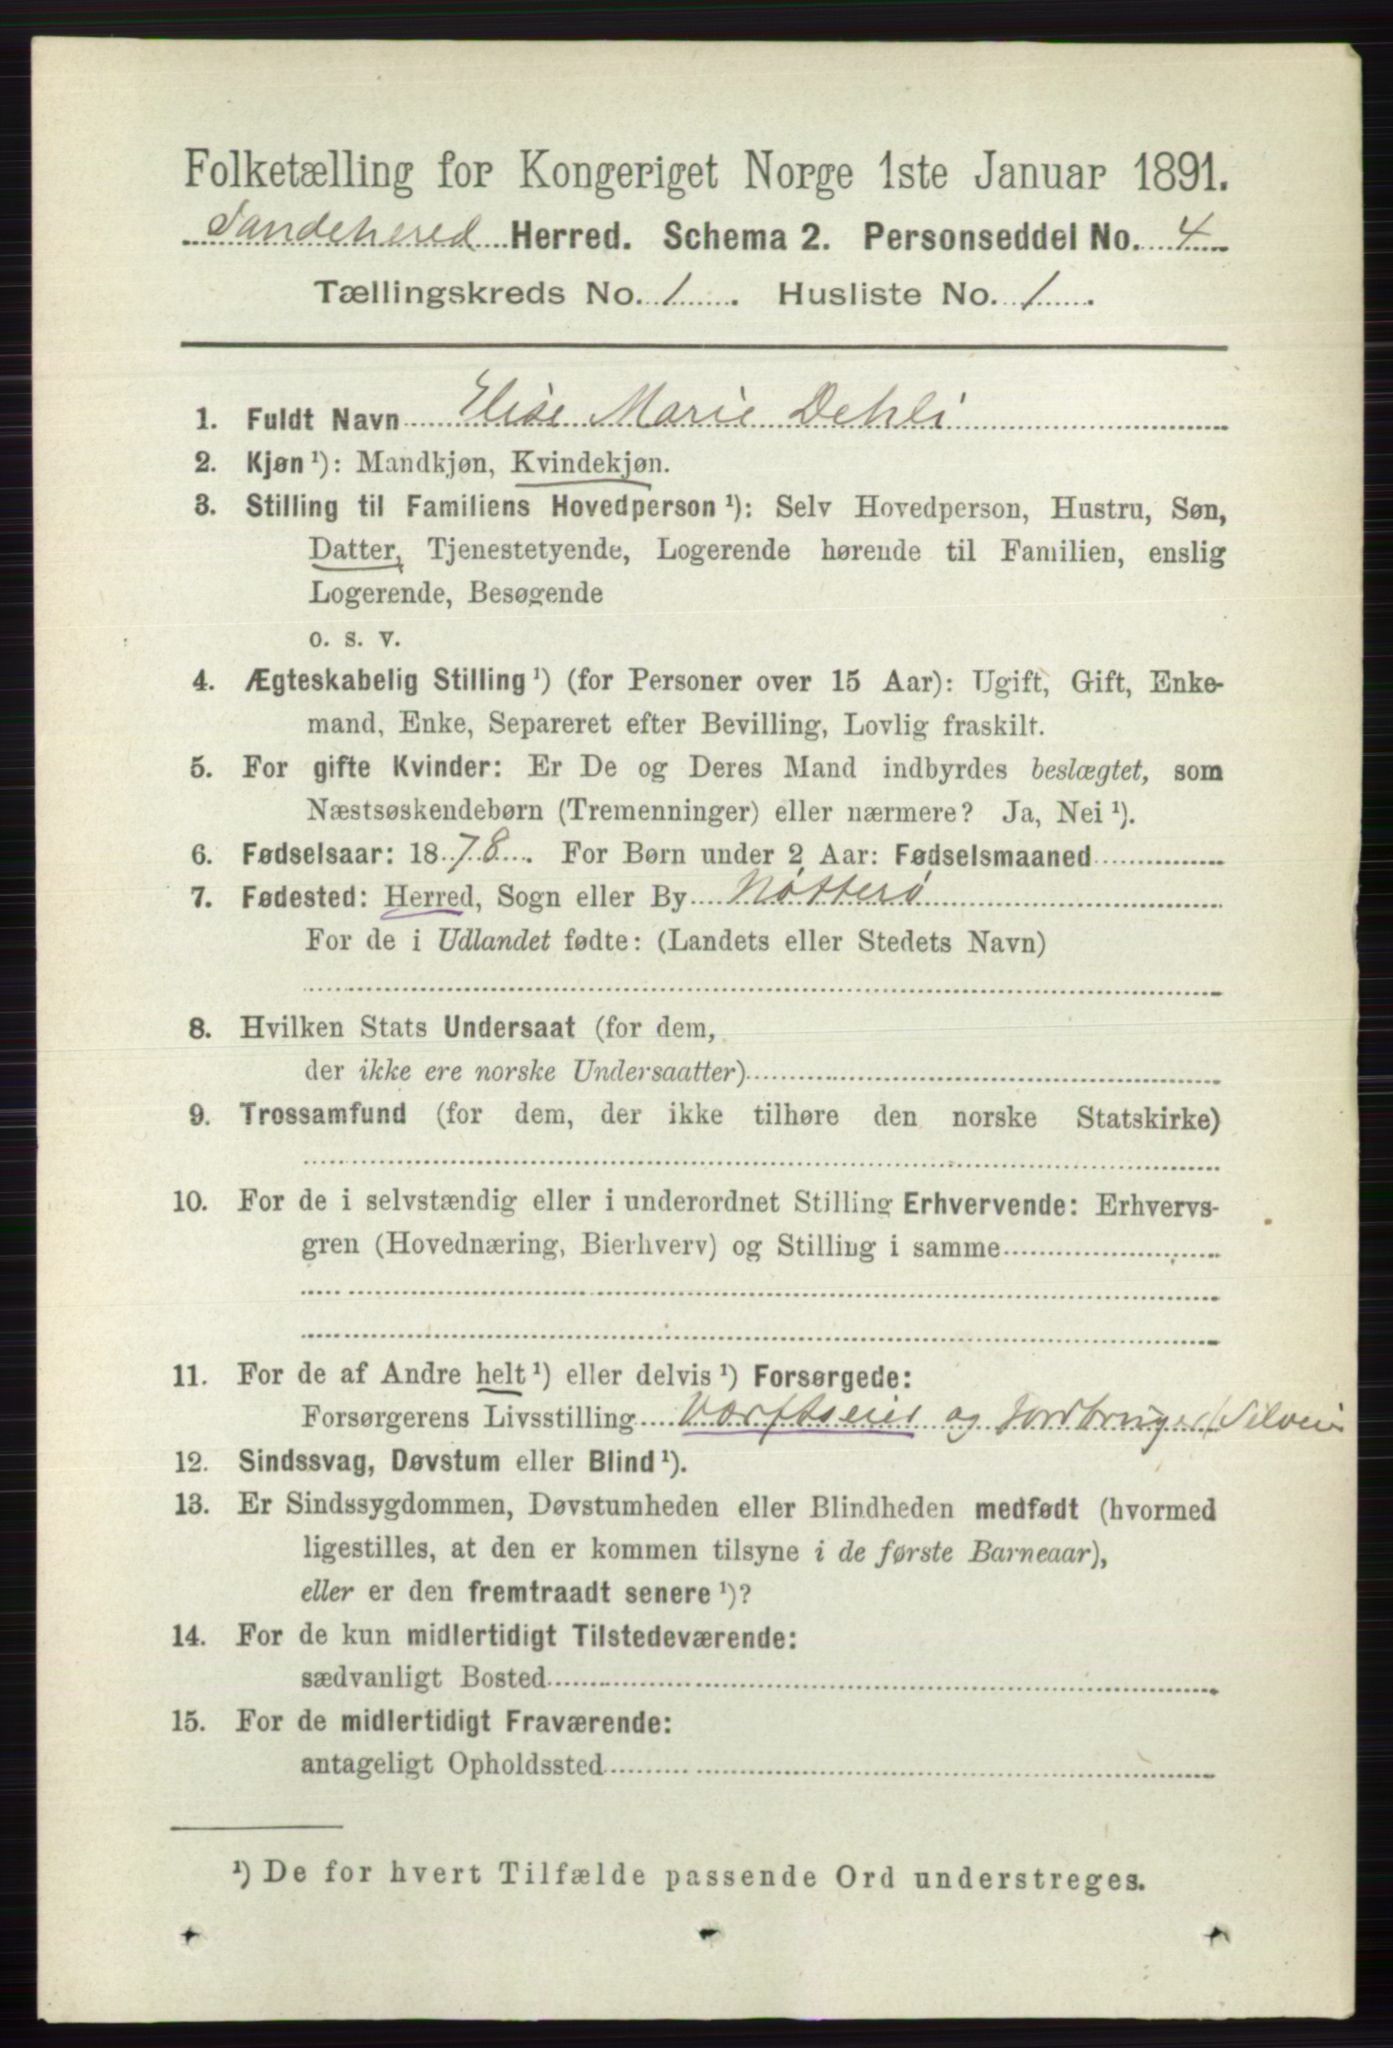 Folketælling for Kongeriget Norge 1ste Januar 1891.
Sandehered Herred. Schema 2. Personseddel No. 4
Tællingskreds No. 1. Husliste No. 1.
1. Fuldt Navn Elise Marie Dehli
2. Kjøn ¹): Mandkjøn, Kvindekjøn.
3. Stilling til Familiens Hovedperson ¹): Selv Hovedperson, Hustru, Søn,
Datter, Tjenestetyende, Logerende hørende til Familien, enslig
Logerende, Besøgende
o. s. v.
4. Ægteskabelig Stilling ¹) (for Personer over 15 Aar): Ugift, Gift, Enke-
mand, Enke, Separeret efter Bevilling, Lovlig fraskilt.
5. For gifte Kvinder: Er De og Deres Mand indbyrdes beslægtet, som
Næstsøskendebørn (Tremenninger) eller nærmere? Ja, Nei ¹).
6. Fødselsaar: 1878. For Børn under 2 Aar: Fødselsmaaned
7. Fødested: Herred, Sogn eller By Nøtterø
For de i Udlandet fødte: (Landets eller Stedets Navn)
8. Hvilken Stats Undersaat (for dem,
der ikke ere norske Undersaatter)
9. Trossamfund (for dem, der ikke tilhøre den norske Statskirke)
10. For de i selvstændig eller i underordnet Stilling Erhvervende: Erhvervs-
gren (Hovednæring, Bierhverv) og Stilling i samme
11. For de af Andre helt ¹) eller delvis ¹) Forsørgede:
Forsørgerens Livsstilling Værftseier og Jordbruger
12. Sindssvag, Døvstum eller Blind ¹).
13. Er Sindssygdommen, Døvstumheden eller Blindheden medfødt (hvormed
ligestilles, at den er kommen tilsyne i de første Barneaar),
eller er den fremtraadt senere ¹)?
14. For de kun midlertidigt Tilstedeværende:
sædvanligt Bosted
15. For de midlertidigt Fraværende:
antageligt Opholdssted
¹) De for hvert Tilfælde passende Ord understreges.